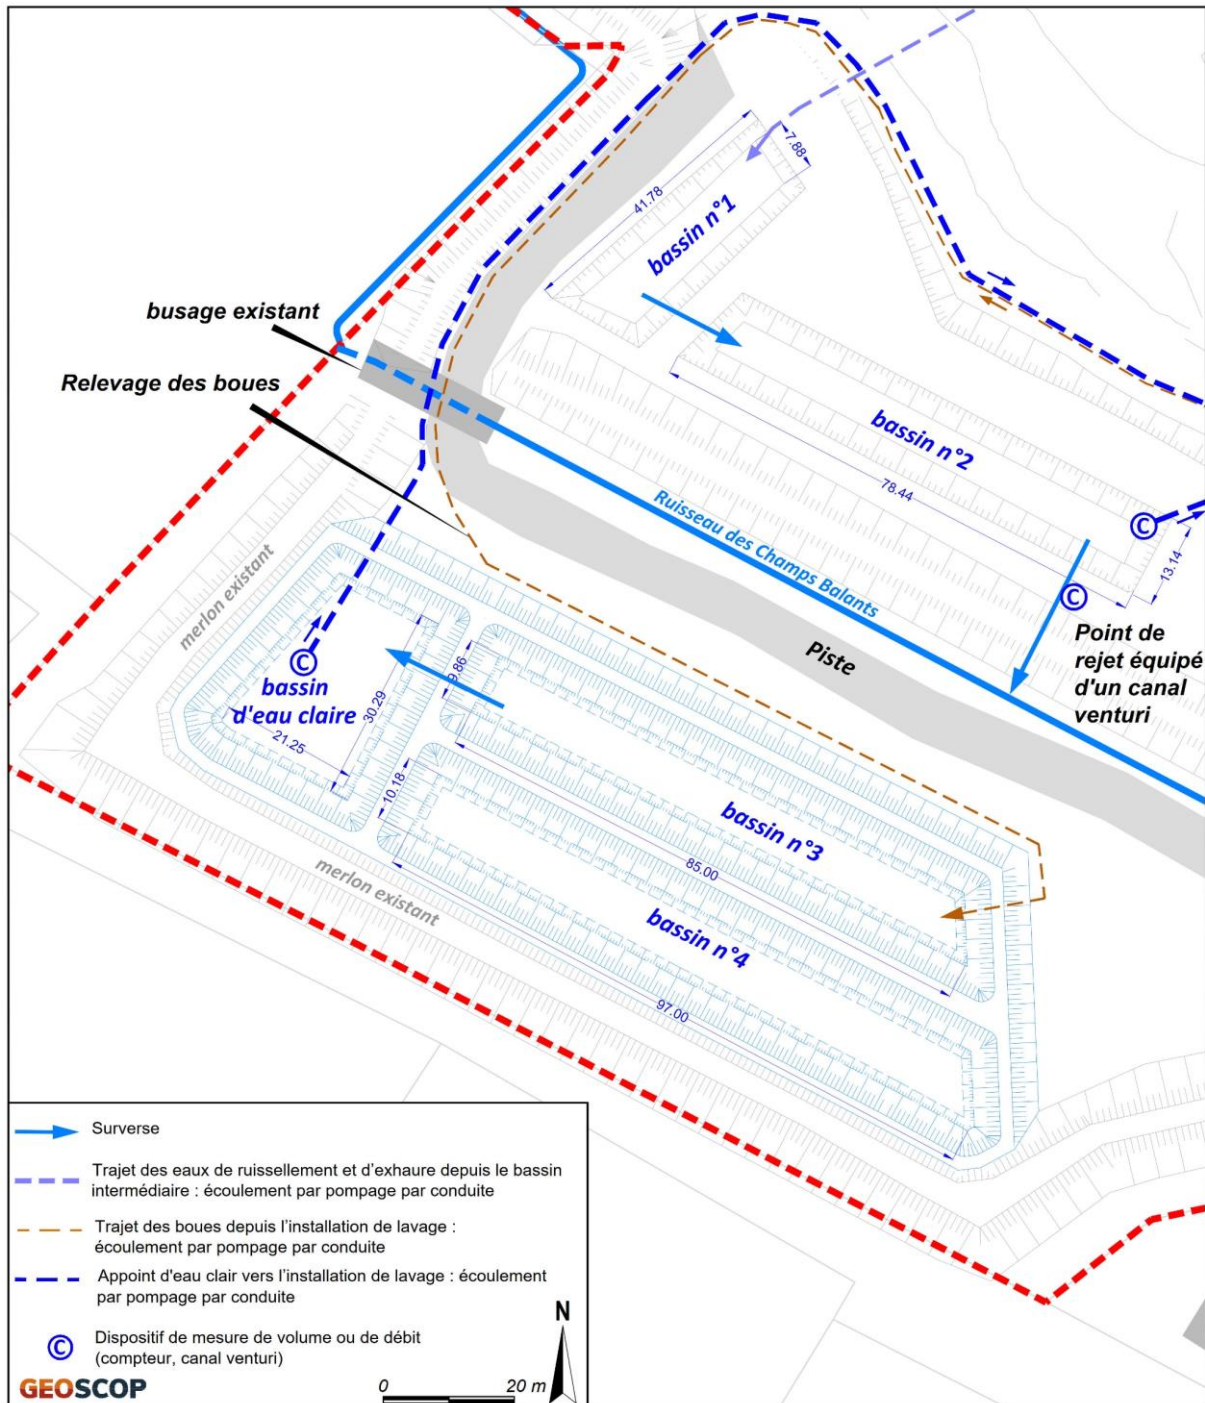 7.88
41.78
bassin n°1
busage existant
Relevage des boues
bassin n°2
78.44
Ruisseau des Champs Balants
©
13.14
©
Point de
rejet équipé
d'un canal
venturi
merlon existant
Piste
9.86
©
bassin
d'eau claire
30.29
21.25
10.18
bassin n°3
85.00
merlon existant
bassin n°4
97.00
Surverse
Trajet des eaux de ruissellement et d'exhaure depuis le bassin
intermédiaire : écoulement par pompage par conduite
Trajet des boues depuis l'installation de lavage :
écoulement par pompage par conduite
Appoint d'eau clair vers l'installation de lavage : écoulement
par pompage par conduite
© Dispositif de mesure de volume ou de débit
(compteur, canal venturi)
N
GEOSCOP
0 20 m